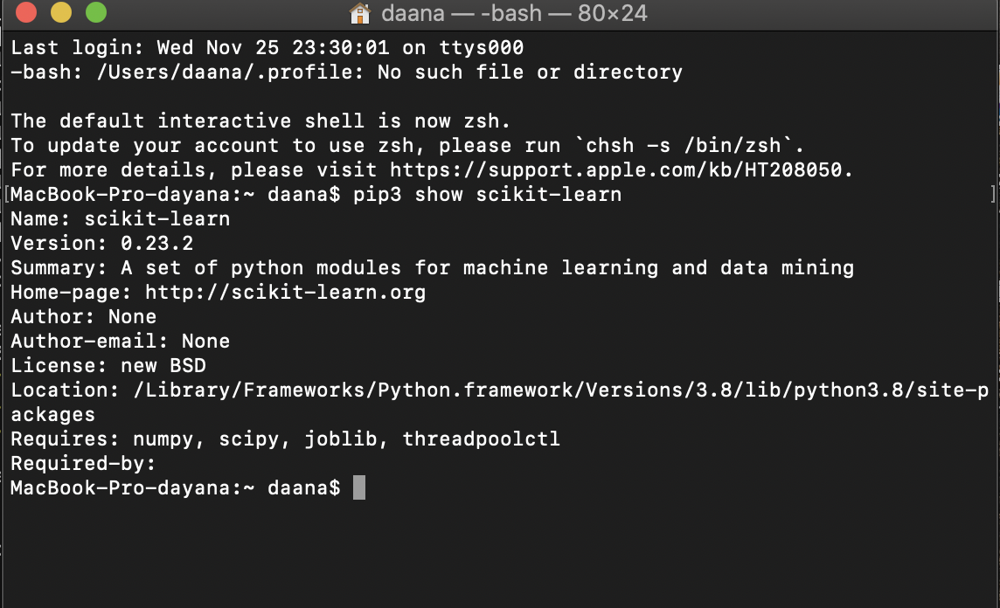 daana — -bash — 80×24
Last login: Wed Nov 25 23:30:01 on ttys000
-bash: /Users/daana/.profile: No such file or directory
The default interactive shell is now zsh.
To update your account to use zsh, please run `chsh -s /bin/zsh`.
For more details, please visit https://support.apple.com/kb/HT208050.
[MacBook-Pro-dayana:~ daana$ pip3 show scikit-learn ]
Name: scikit-learn
Version: 0.23.2
Summary: A set of python modules for machine learning and data mining
Home-page: http://scikit-learn.org
Author: None
Author-email: None
License: new BSD
Location: /Library/Frameworks/Python.framework/Versions/3.8/lib/python3.8/site-p
ackages
Requires: numpy, scipy, joblib, threadpoolctl
Required-by:
MacBook-Pro-dayana:~ daana$